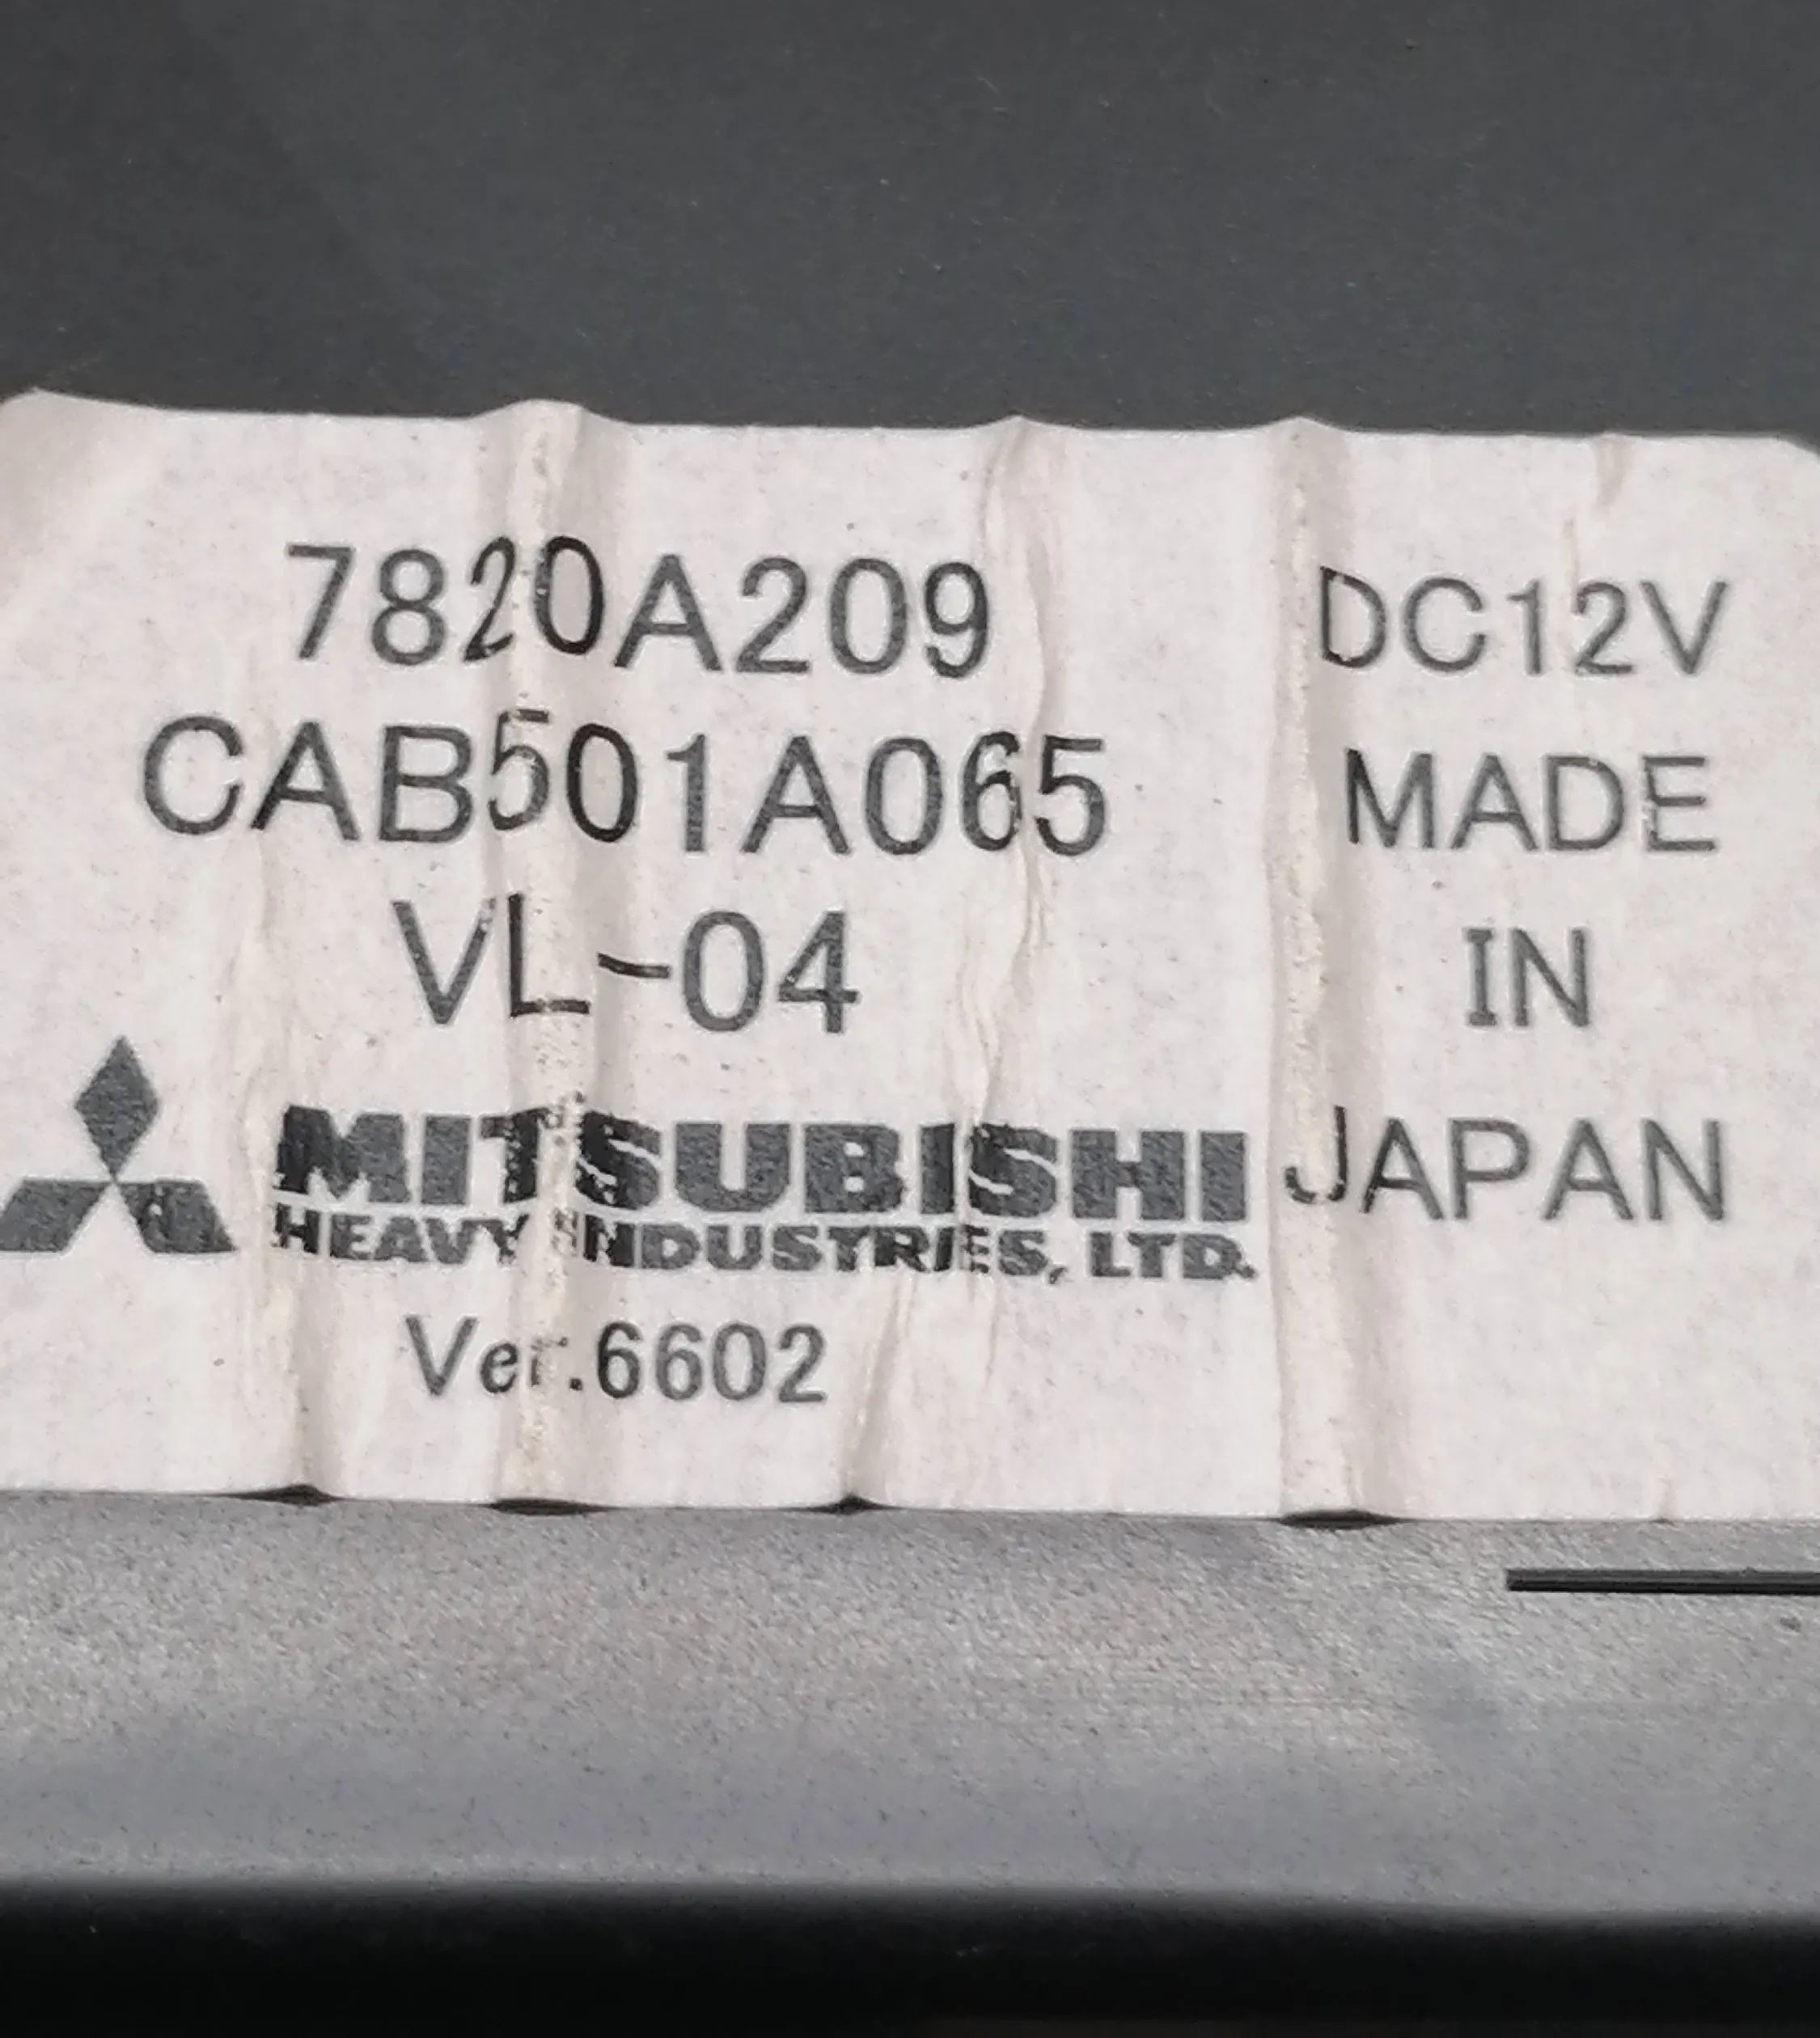 7820A209
CAB501A065
VL-04
MITSUBISHI
HEAVY INDUSTRIES, LTD.
Ver.6602
DC12V
MADE
IN
JAPAN